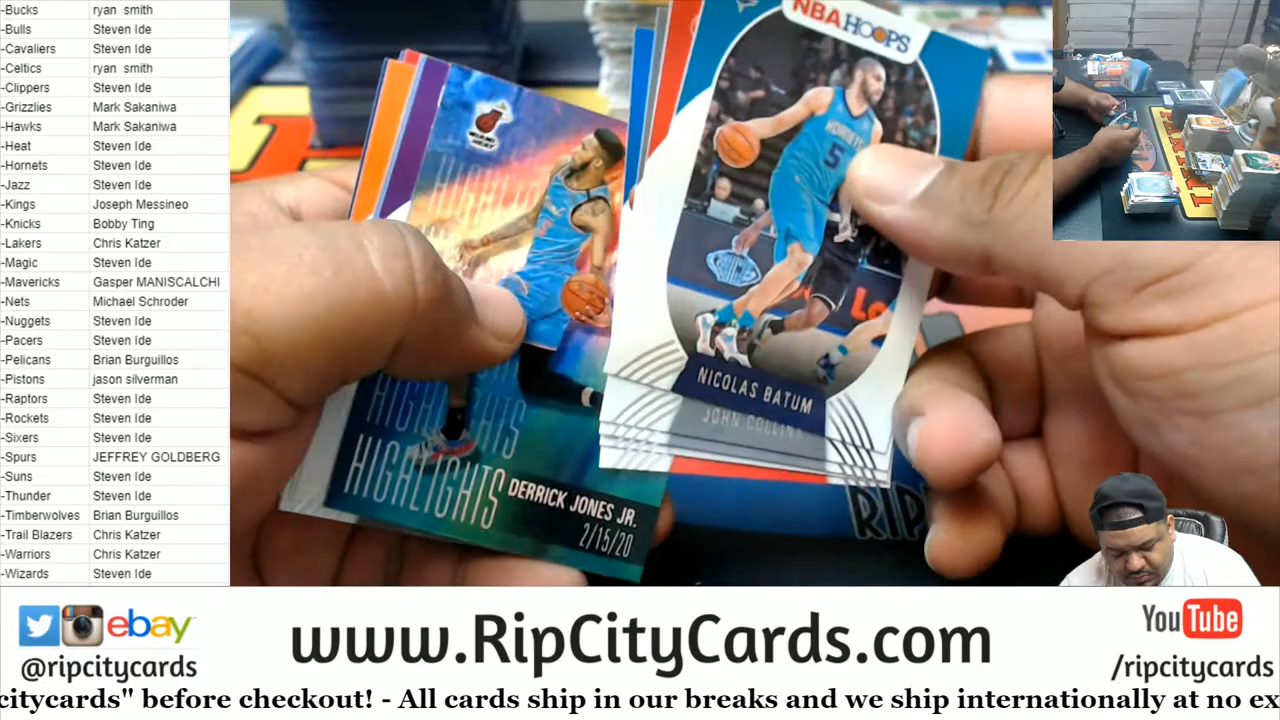 -Bucks ryan smith
-Bulls Steven Ide
-Cavaliers Steven Ide
-Celtics ryan smith
-Clippers Steven Ide
-Grizzlies Mark Sakaniwa
-Hawks Mark Sakaniwa
-Heat Steven Ide
-Hornets Steven Ide
-Jazz Steven Ide
-Kings Joseph Messineo
-Knicks Bobby Ting
-Lakers Chris Katzer
-Magic Steven Ide
-Mavericks Gasper MANISCALCHI
-Nets Michael Schroder
-Nuggets Steven Ide
-Pacers Steven Ide
-Pelicans Brian Burguillos
-Pistons jason silverman
-Raptors Steven Ide
-Rockets Steven Ide
-Sixers Steven Ide
-Spurs JEFFREY GOLDBERG
-Suns Steven Ide
-Thunder Steven Ide
-Timberwolves Brian Burguillos
-Trail Blazers Chris Katzer
-Warriors Chris Katzer
-Wizards Steven Ide
MIAMI HEAT
HIGHLIGHTS
HIGHLIGHTS
DERRICK JONES JR.
2/15/20
NBA HOOPS
HORNETS
5
NICOLAS BATUM
JOHN COLLINS
RIP
ebay
@ripcitycards
www.RipCityCards.com
YouTube
/ripcitycards
citycards" before checkout! - All cards ship in our breaks and we ship internationally at no ex